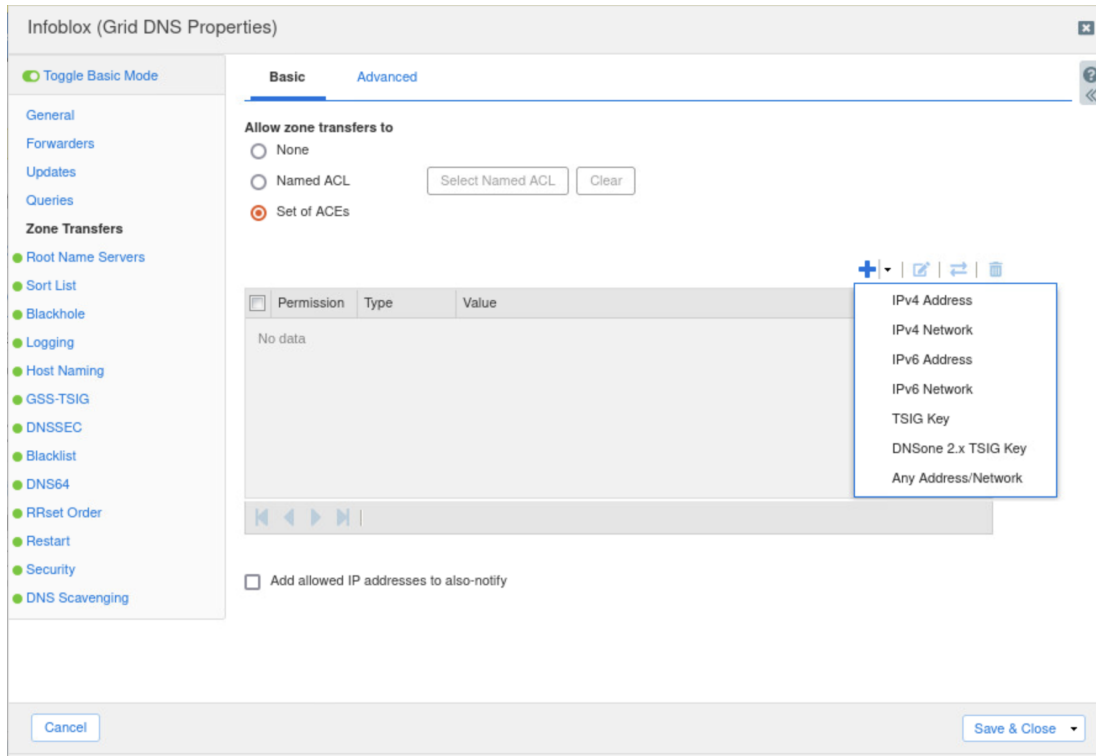 Infoblox (Grid DNS Properties)
Toggle Basic Mode
General
Forwarders
Updates
Queries
Zone Transfers
Root Name Servers
Sort List
Blackhole
Logging
Host Naming
GSS-TSIG
DNSSEC
Blacklist
DNS64
RRset Order
Restart
Security
DNS Scavenging
Basic Advanced
Allow zone transfers to
None
Named ACL Select Named ACL Clear
Set of ACEs
Permission Type Value
No data
IPv4 Address
IPv4 Network
IPv6 Address
IPv6 Network
TSIG Key
DNSone 2.x TSIG Key
Any Address/Network
Add allowed IP addresses to also-notify
Cancel Save & Close